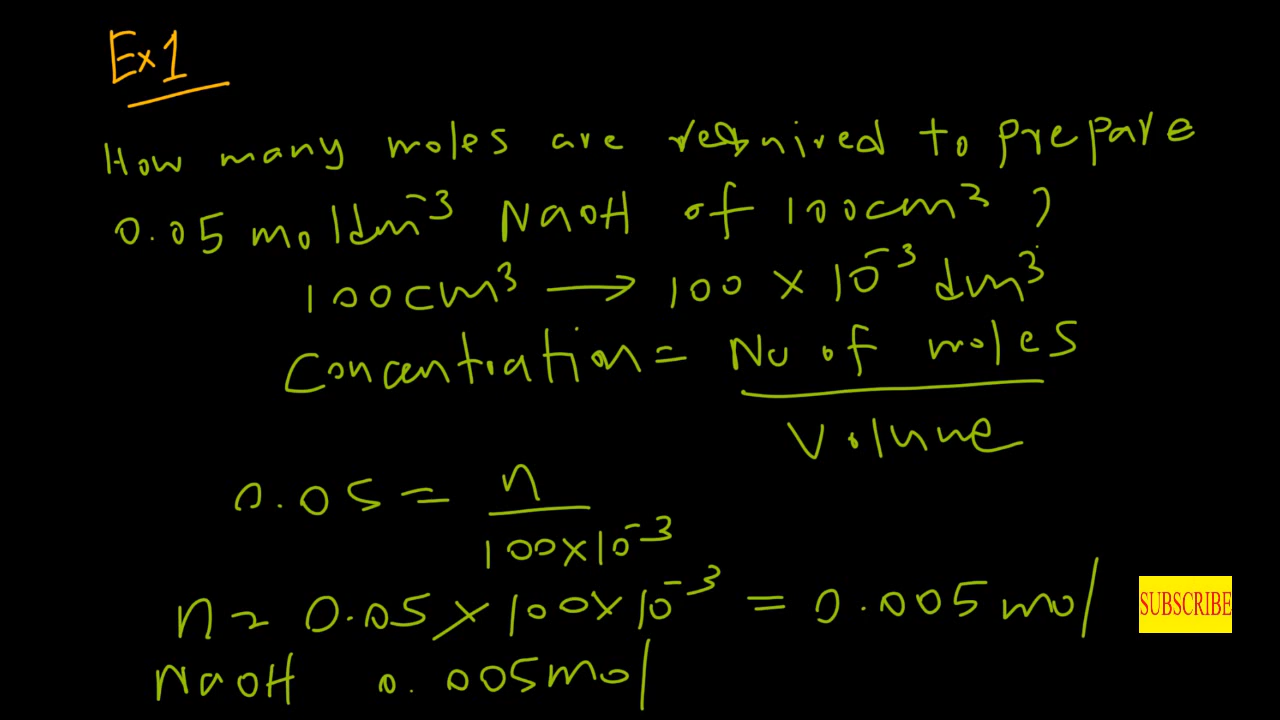 Ex1
How many moles are required to prepare
0.05 moldm⁻³ NaOH of 100cm³ ?
100cm³ → 100 × 10⁻³ dm³
Concentration = No of moles
Volume
0.05 = n
100×10⁻³
n = 0.05 × 100×10⁻³ = 0.005 mol
SUBSCRIBE
NaOH 0.005mol